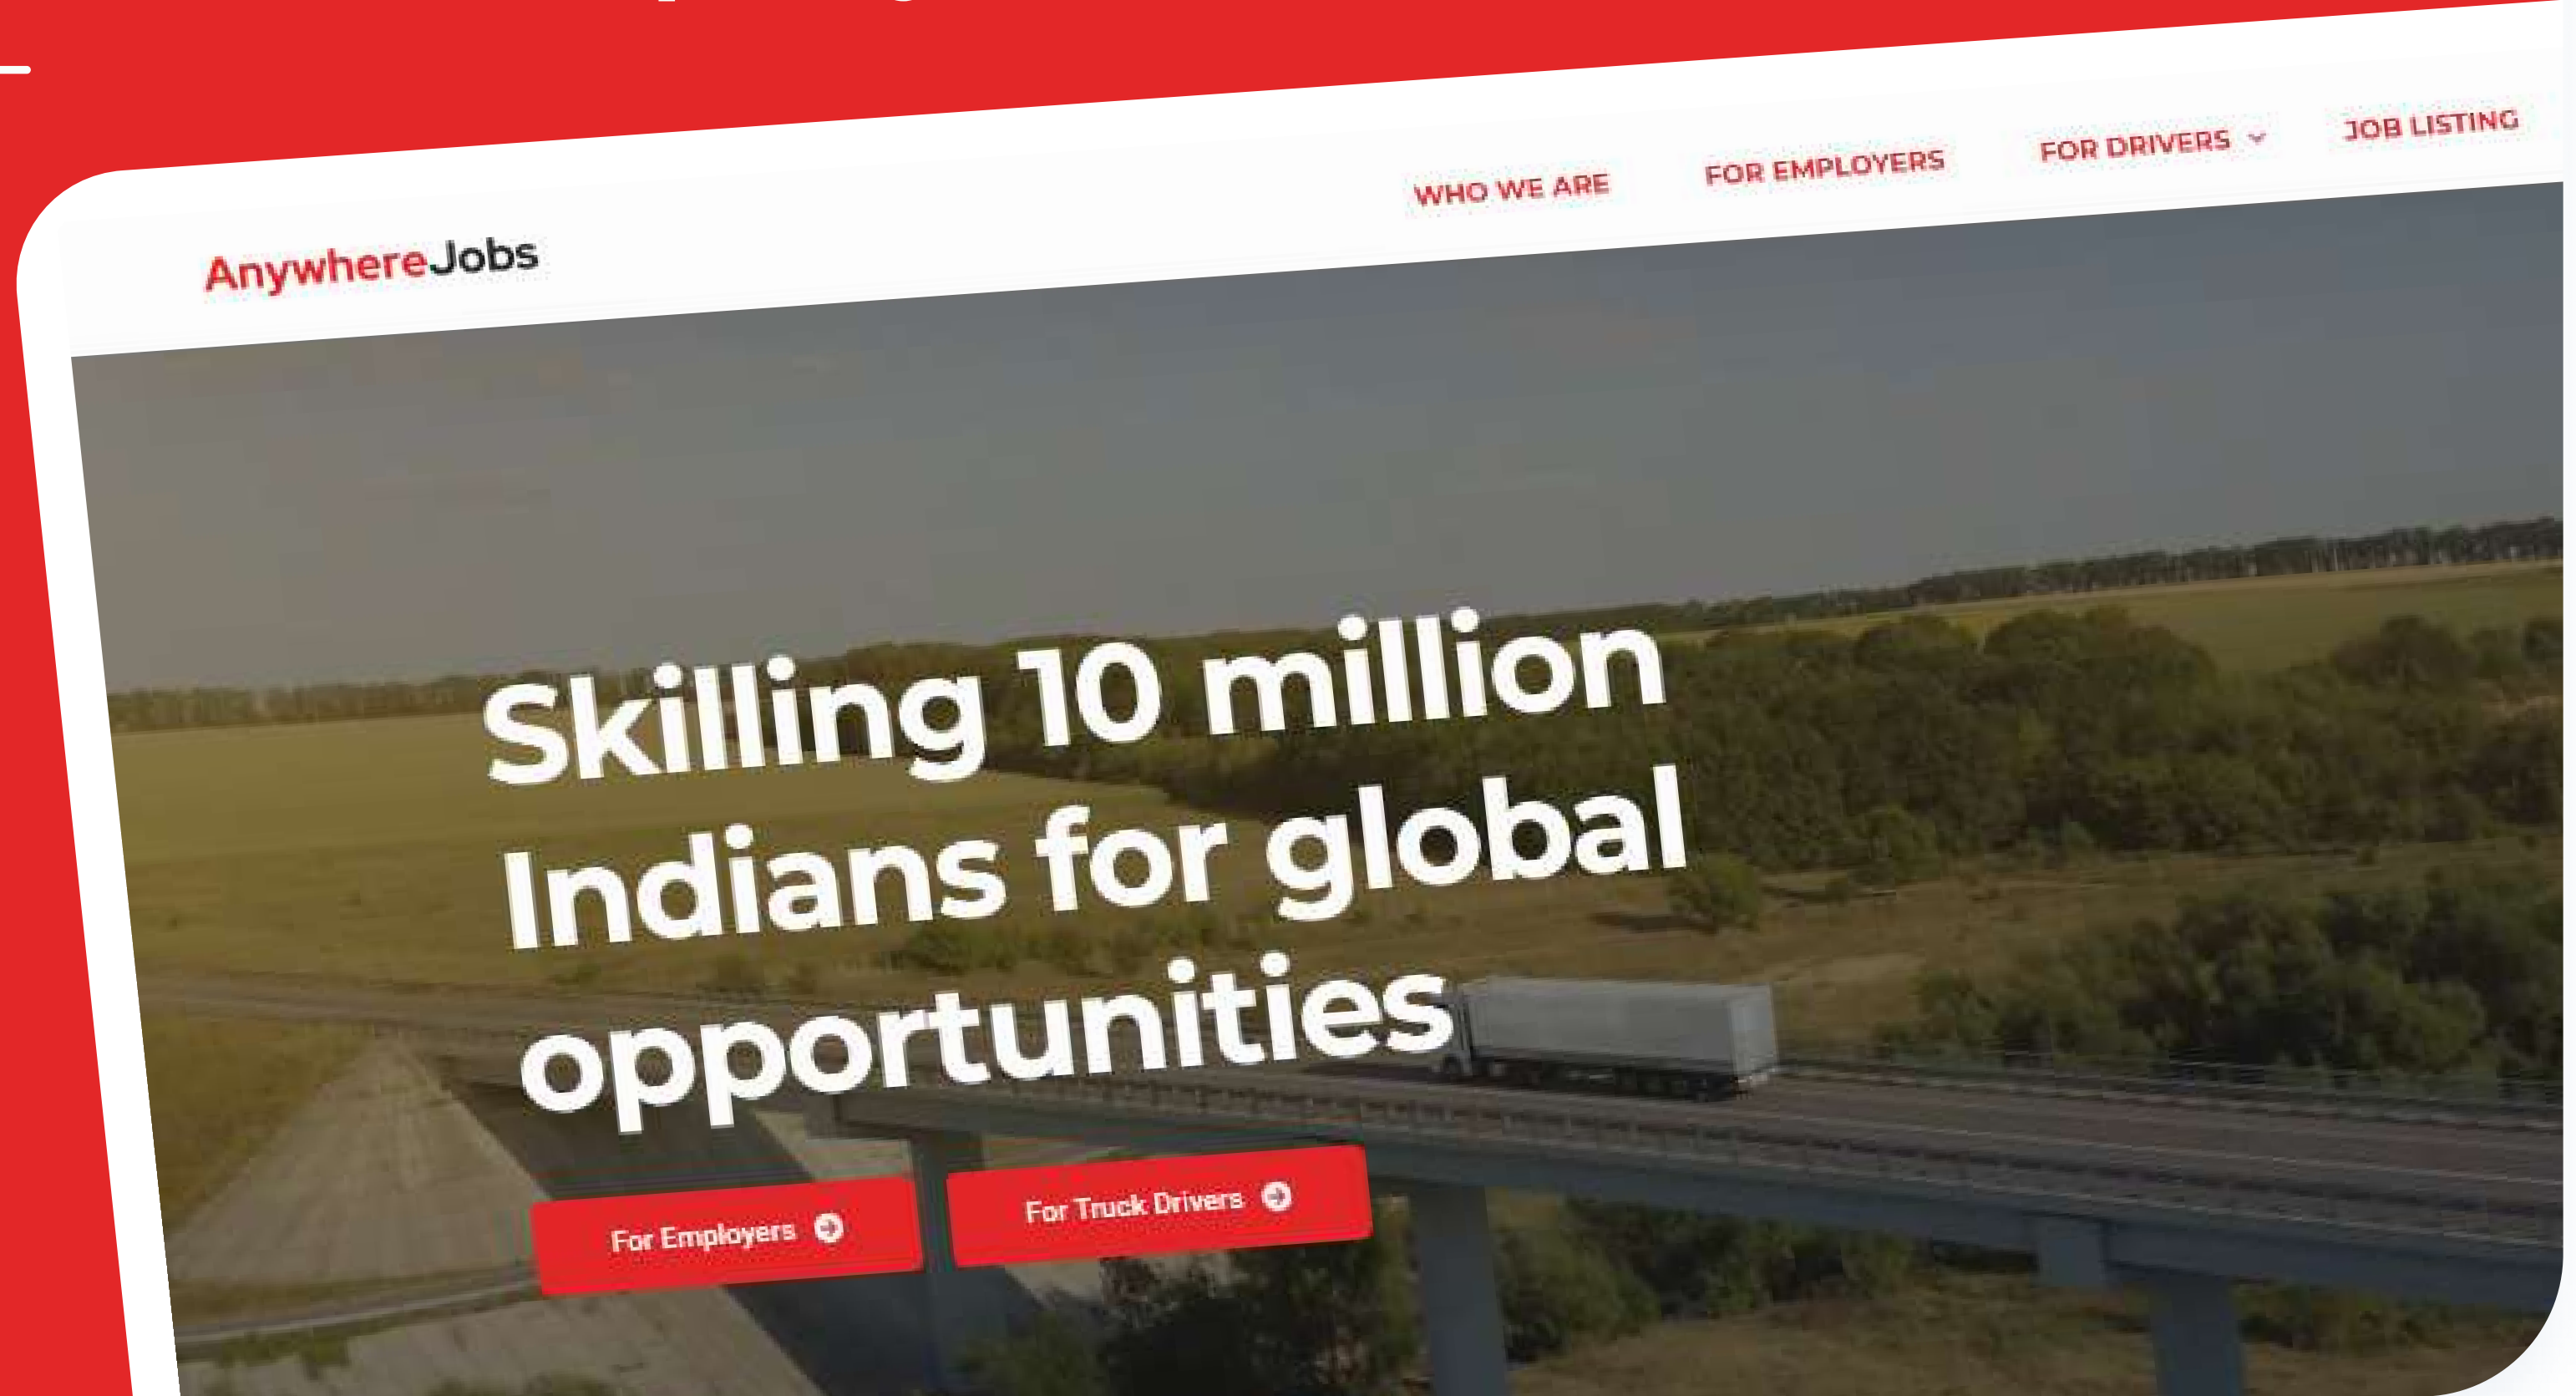 AnywhereJobs
WHO WE ARE
FOR EMPLOYERS
FOR DRIVERS
JOB LISTING
Skilling 10 million
Indians for global
opportunities
For Employers
For Truck Drivers